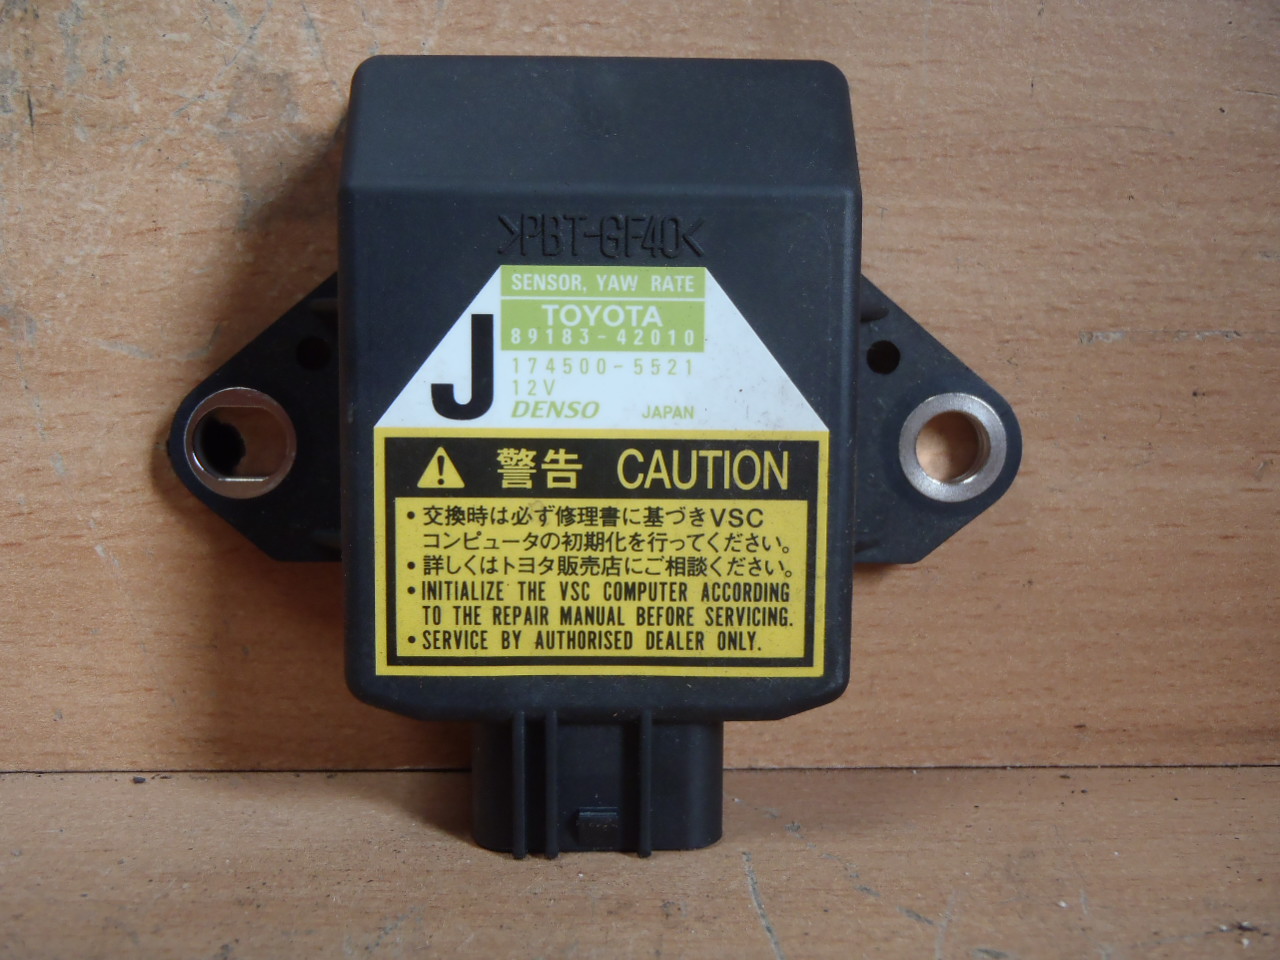 >PBT-GF40<
SENSOR, YAW RATE
TOYOTA
89183-42010
J
174500-5521
12V
DENSO JAPAN
警告 CAUTION
・交換時は必ず修理書に基づきVSC
コンピュータの初期化を行ってください。
・詳しくはトヨタ販売店にご相談ください。
・INITIALIZE THE VSC COMPUTER ACCORDING
TO THE REPAIR MANUAL BEFORE SERVICING.
・SERVICE BY AUTHORISED DEALER ONLY.